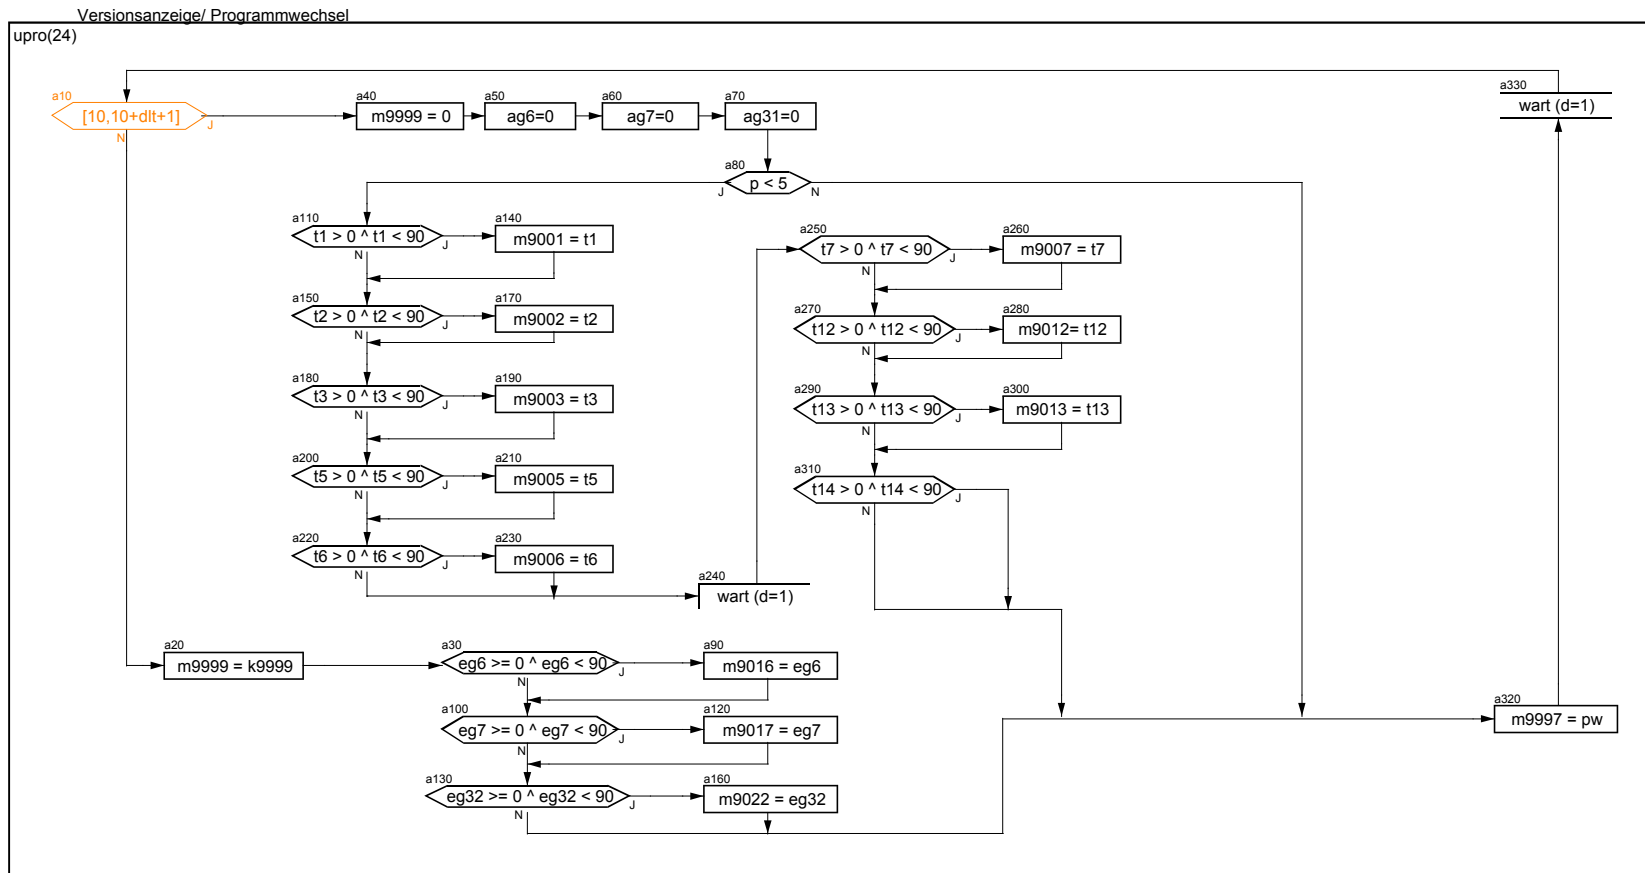 Versionsanzeige/ Programmwechsel
upro(24)
a10
[10,10+dlt+1]
J
N
a40
m9999 = 0
a50
ag6=0
a60
ag7=0
a70
ag31=0
a330
wart (d=1)
a80
p < 5
J
N
a110
t1 > 0 ^ t1 < 90
J
N
a140
m9001 = t1
a150
t2 > 0 ^ t2 < 90
J
N
a170
m9002 = t2
a180
t3 > 0 ^ t3 < 90
J
N
a190
m9003 = t3
a200
t5 > 0 ^ t5 < 90
J
N
a210
m9005 = t5
a220
t6 > 0 ^ t6 < 90
J
N
a230
m9006 = t6
a240
wart (d=1)
a250
t7 > 0 ^ t7 < 90
J
N
a260
m9007 = t7
a270
t12 > 0 ^ t12 < 90
J
N
a280
m9012= t12
a290
t13 > 0 ^ t13 < 90
J
N
a300
m9013 = t13
a310
t14 > 0 ^ t14 < 90
J
N
a20
m9999 = k9999
a30
eg6 >= 0 ^ eg6 < 90
J
N
a90
m9016 = eg6
a100
eg7 >= 0 ^ eg7 < 90
J
N
a120
m9017 = eg7
a130
eg32 >= 0 ^ eg32 < 90
J
N
a160
m9022 = eg32
a320
m9997 = pw